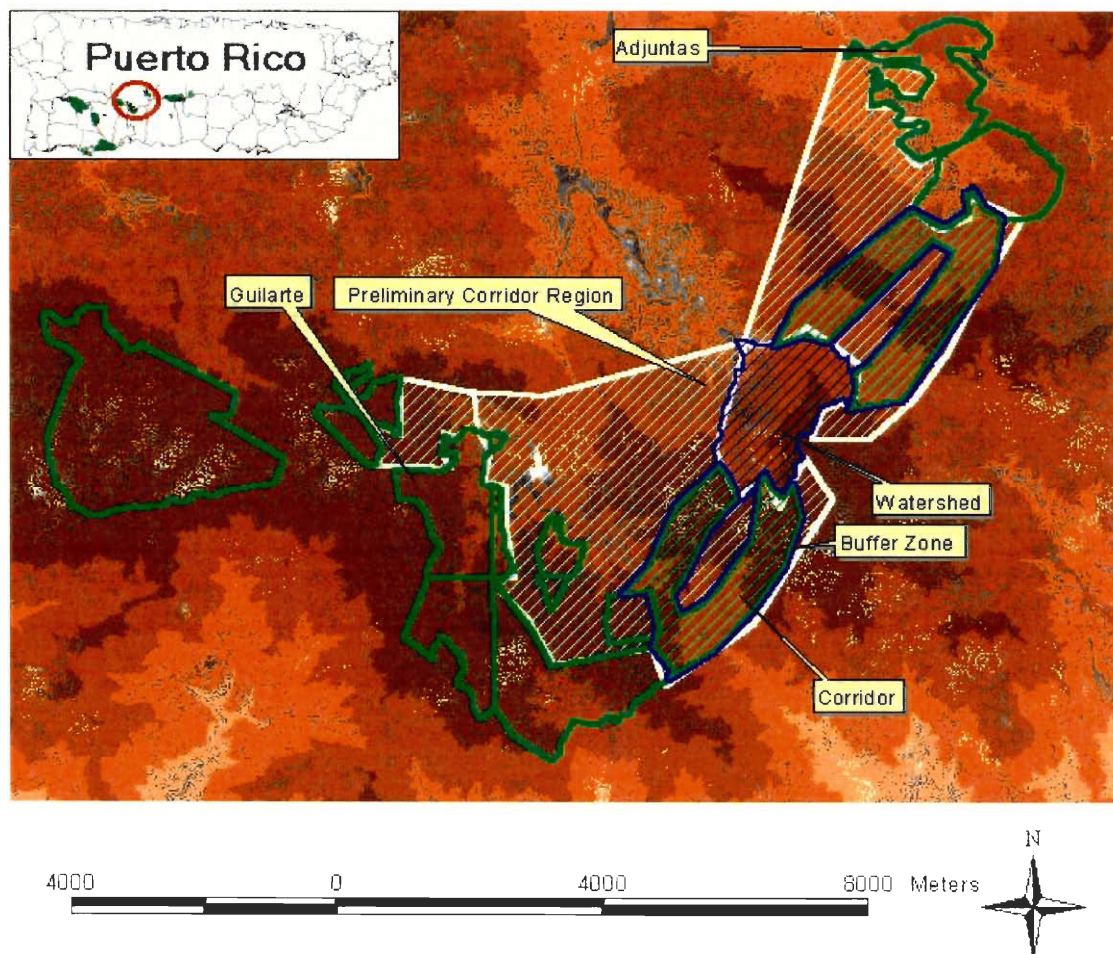 Puerto Rico
Adjuntas
Guilarte
Preliminary Corridor Region
Watershed
Buffer Zone
Corridor
4000 0 4000 8000 Meters
N